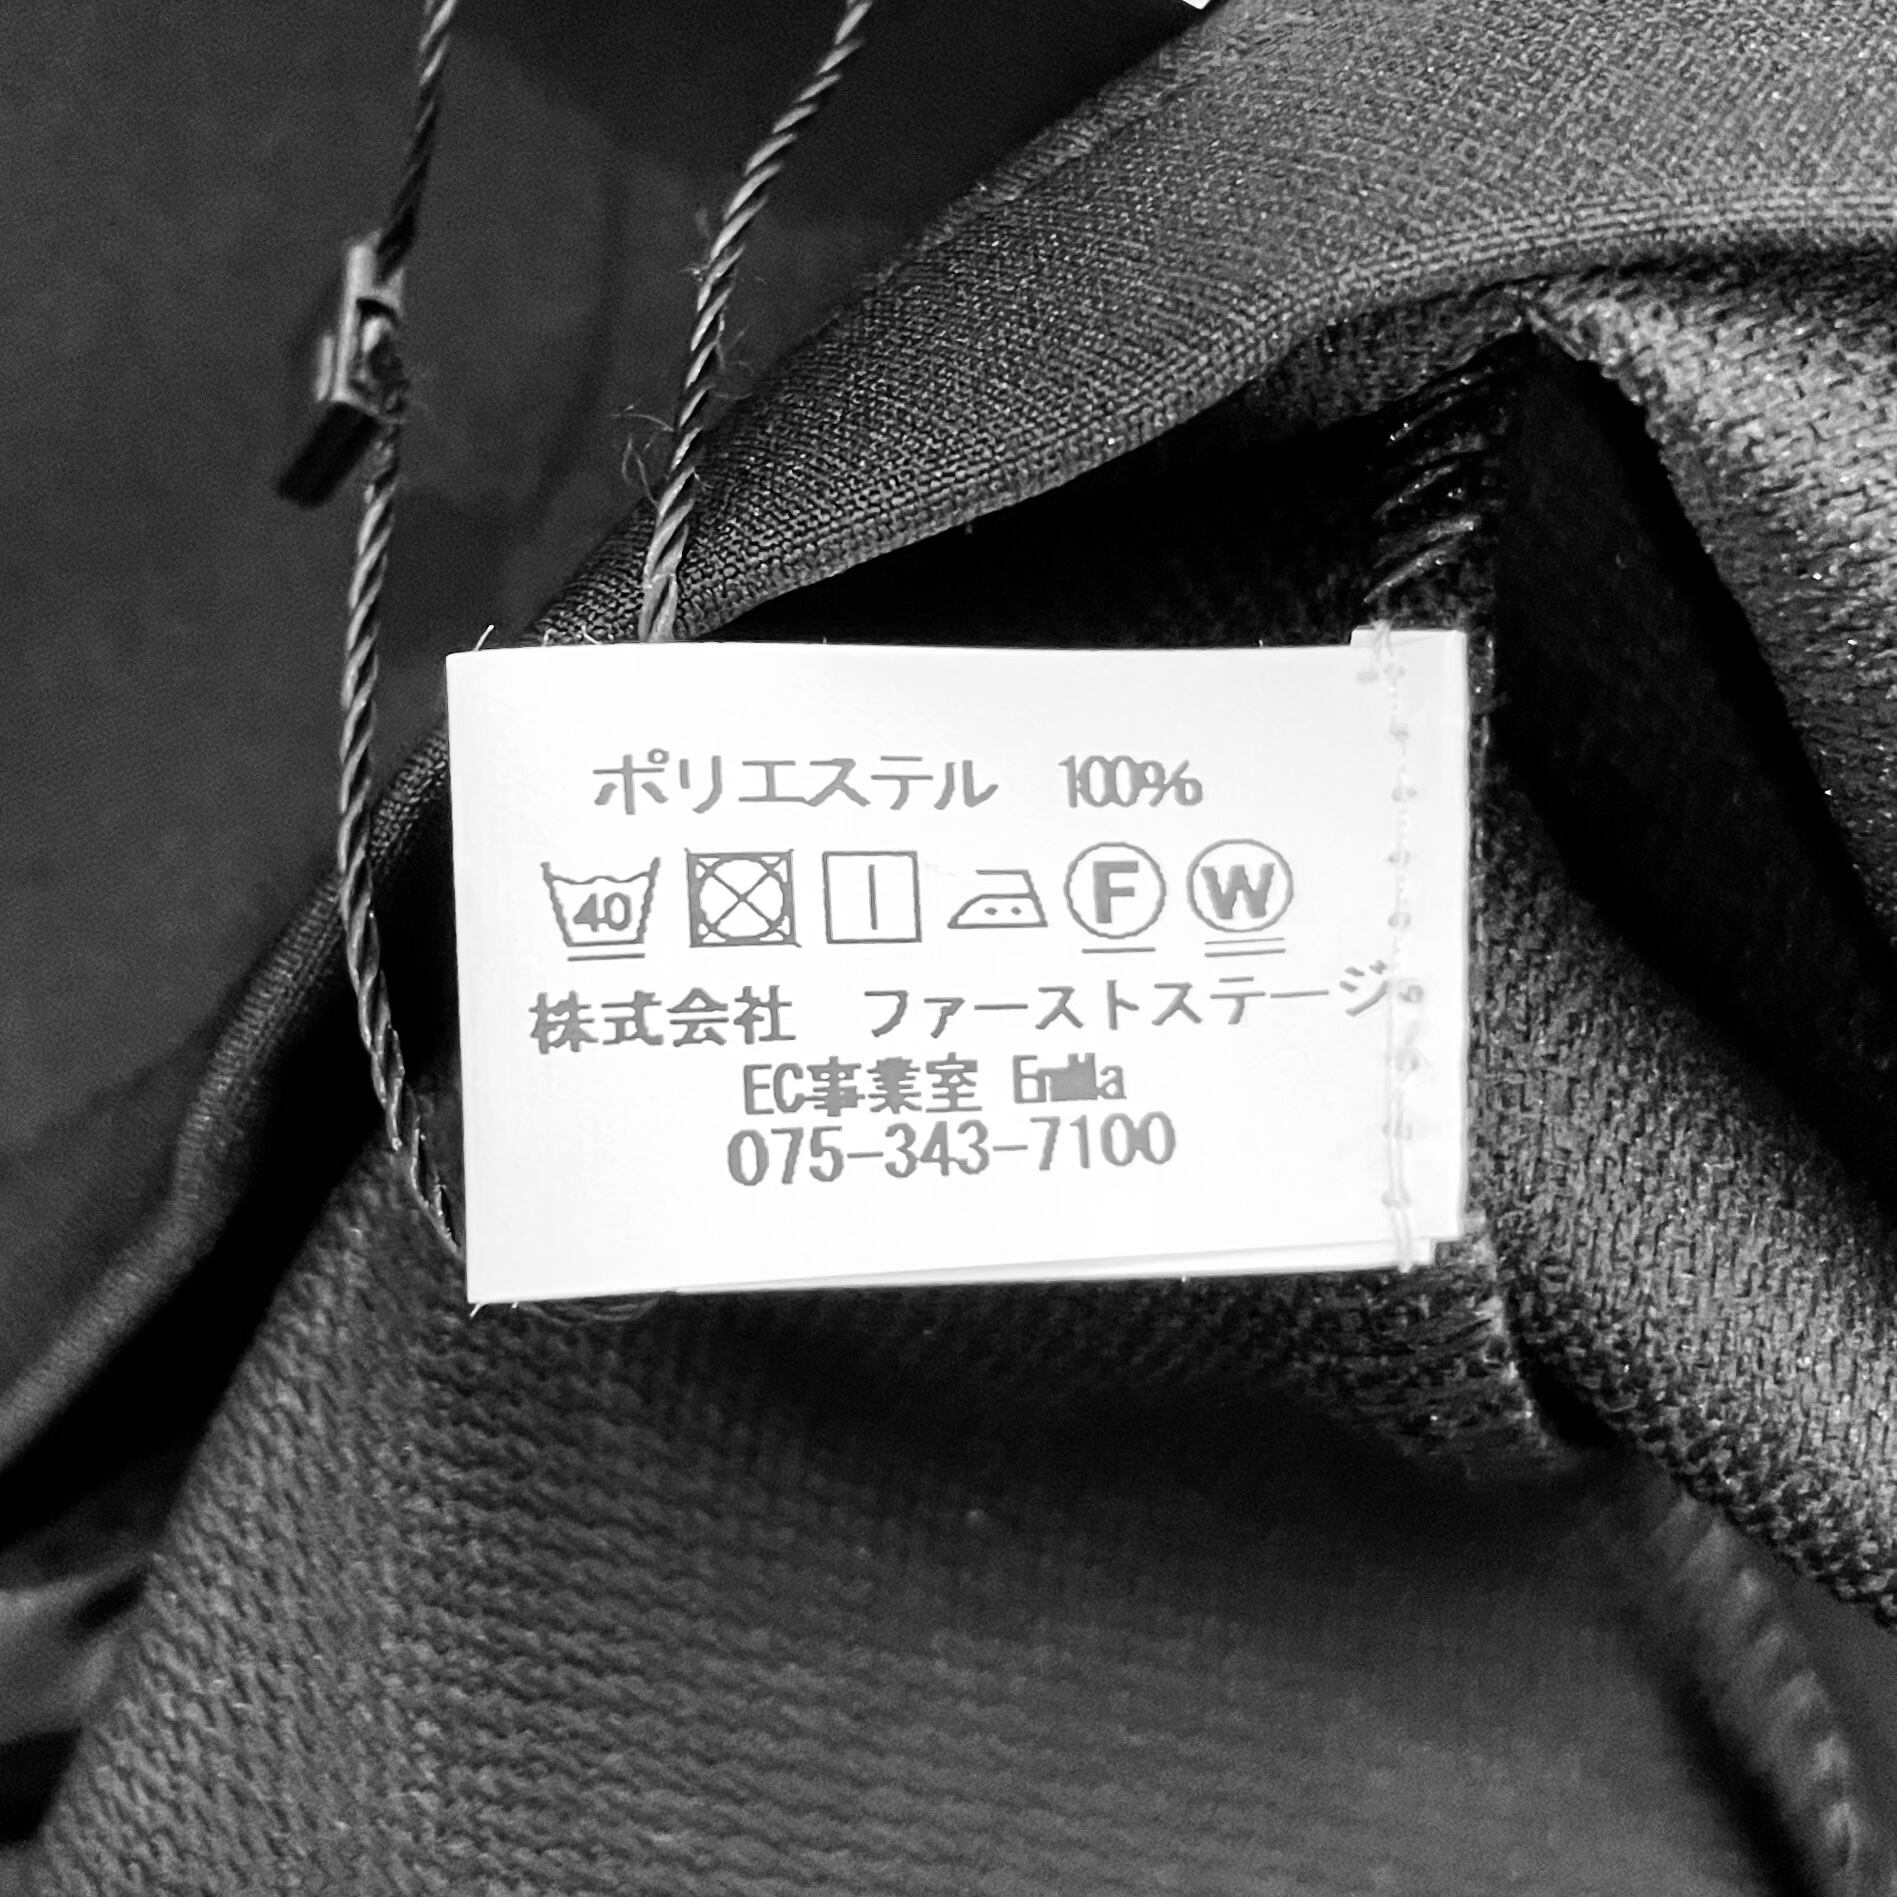 ポリエステル 100%
40
F W
株式会社 ファーストステージ
EC事業室
075-343-7100